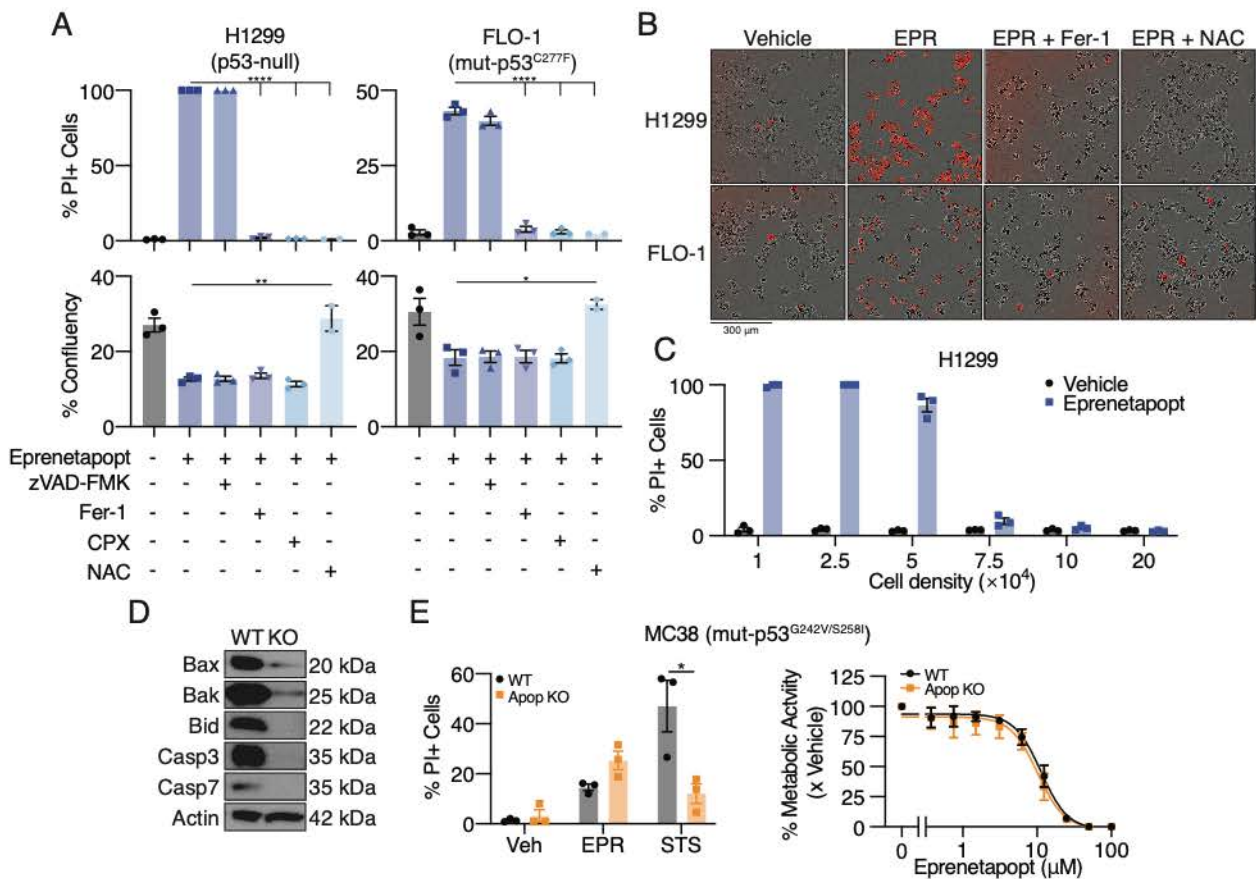 A
H1299
(p53-null)
FLO-1
(mut-p53C277F)
% PI+ Cells
100
50
0
****
50
25
0
****
% Confluency
40
20
0
**
40
20
0
*
Eprenetapopt - + + + + + - + + + + +
zVAD-FMK - - + - - - - - + - - -
Fer-1 - - - + - - - - - + - -
CPX - - - - + - - - - - + -
NAC - - - - - + - - - - - +
B
Vehicle EPR EPR + Fer-1 EPR + NAC
H1299
FLO-1
300 µm
C
H1299
% PI+ Cells
100
50
0
Vehicle
Eprenetapopt
1 2.5 5 7.5 10 20
Cell density (×10⁴)
D
WT KO
Bax 20 kDa
Bak 25 kDa
Bid 22 kDa
Casp3 35 kDa
Casp7 35 kDa
Actin 42 kDa
E
MC38 (mut-p53G242V/S258I)
% PI+ Cells
60
40
20
0
WT
Apop KO
*
Veh EPR STS
% Metabolic Actviity
(x Vehicle)
125
100
75
50
25
0
WT
Apop KO
0 1 10 100
Eprenetapopt (µM)